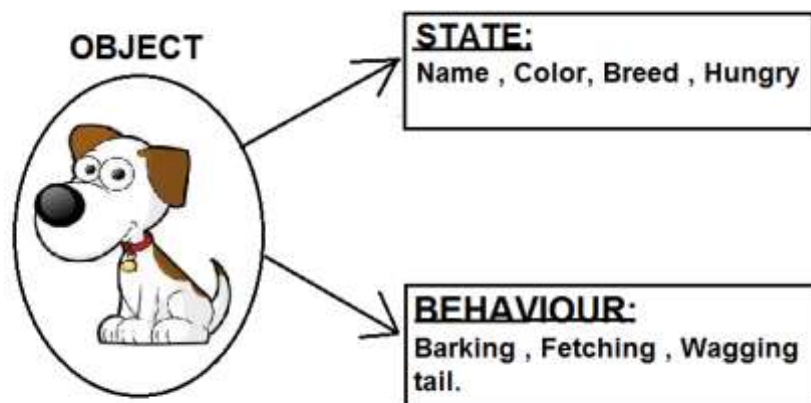 OBJECT
STATE:
Name , Color, Breed , Hungry
BEHAVIOUR:
Barking , Fetching , Wagging
tail.